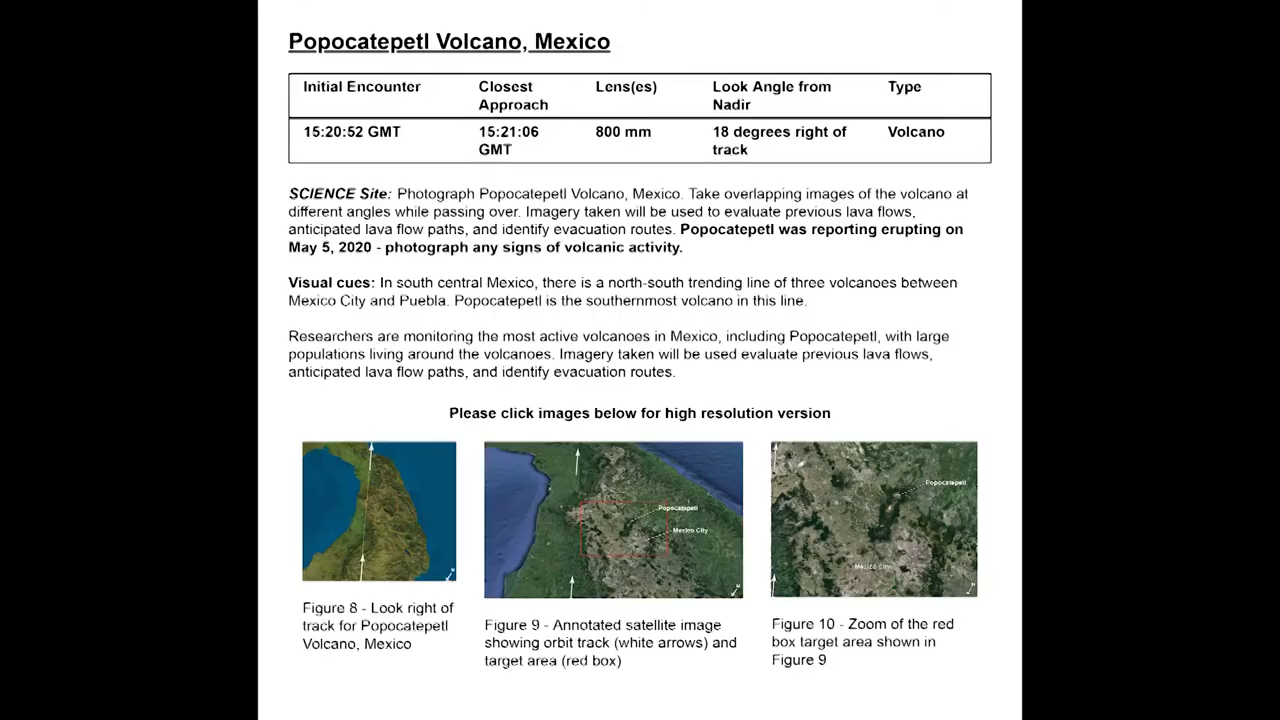 Popocatepetl Volcano, Mexico
Initial Encounter
Closest Approach
Lens(es)
Look Angle from Nadir
Type
15:20:52 GMT
15:21:06 GMT
800 mm
18 degrees right of track
Volcano
SCIENCE Site: Photograph Popocatepetl Volcano, Mexico. Take overlapping images of the volcano at
different angles while passing over. Imagery taken will be used to evaluate previous lava flows,
anticipated lava flow paths, and identify evacuation routes. Popocatepetl was reporting erupting on
May 5, 2020 - photograph any signs of volcanic activity.
Visual cues: In south central Mexico, there is a north-south trending line of three volcanoes between
Mexico City and Puebla. Popocatepetl is the southernmost volcano in this line.
Researchers are monitoring the most active volcanoes in Mexico, including Popocatepetl, with large
populations living around the volcanoes. Imagery taken will be used evaluate previous lava flows,
anticipated lava flow paths, and identify evacuation routes.
Please click images below for high resolution version
N
Popocatepetl
Mexico City
N
Popocatepetl
Mexico City
N
Figure 8 - Look right of
track for Popocatepetl
Volcano, Mexico
Figure 9 - Annotated satellite image
showing orbit track (white arrows) and
target area (red box)
Figure 10 - Zoom of the red
box target area shown in
Figure 9